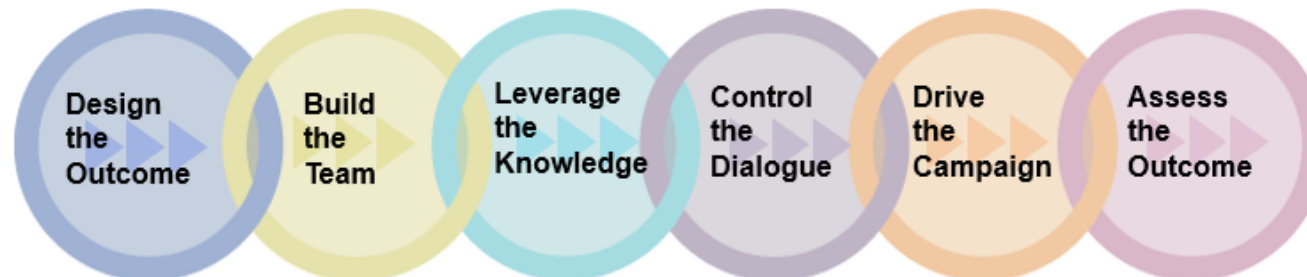 Design
the
Outcome
Build
the
Team
Leverage
the
Knowledge
Control
the
Dialogue
Drive
the
Campaign
Assess
the
Outcome